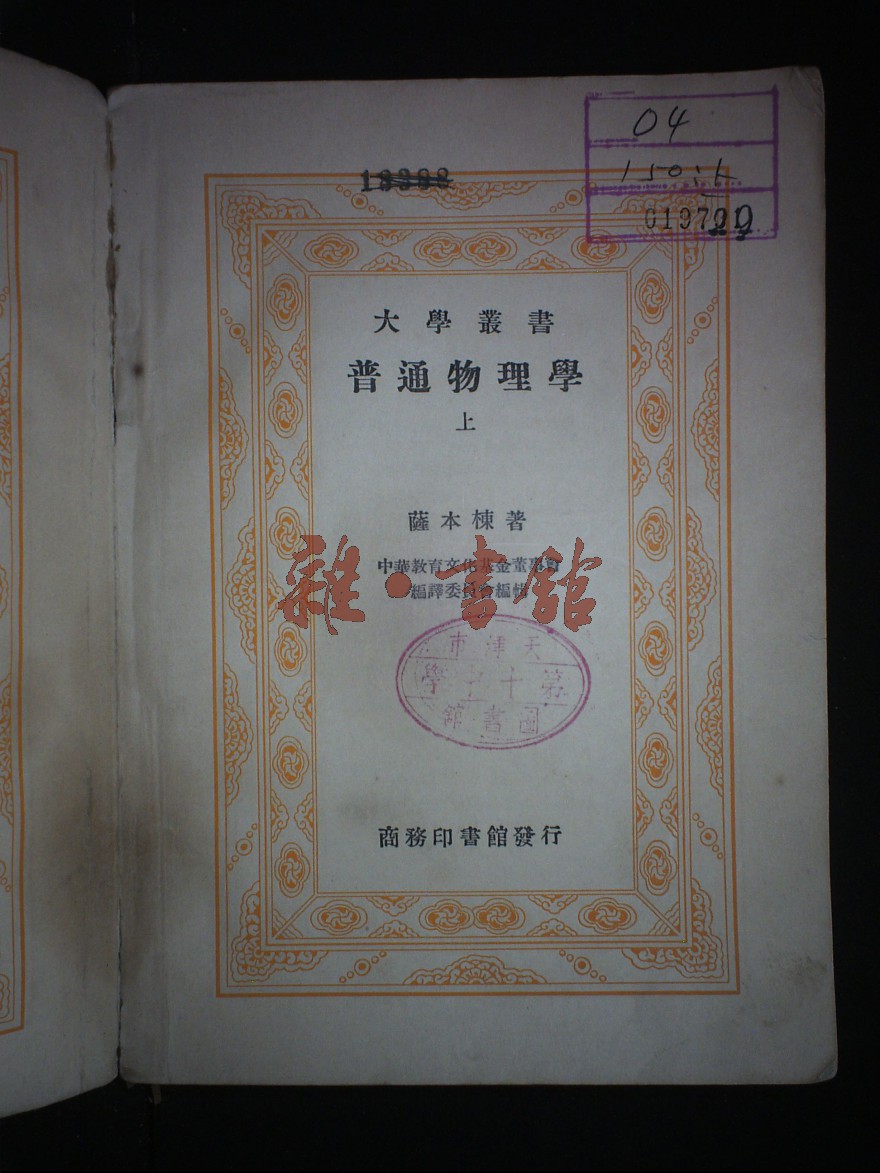 04
大學叢書
普通物理學
上
薩本棟著
中華教育文化基金董事會
編譯委員會編輯
雜·書館
天津市
第十中學
圖書館
商務印書館發行